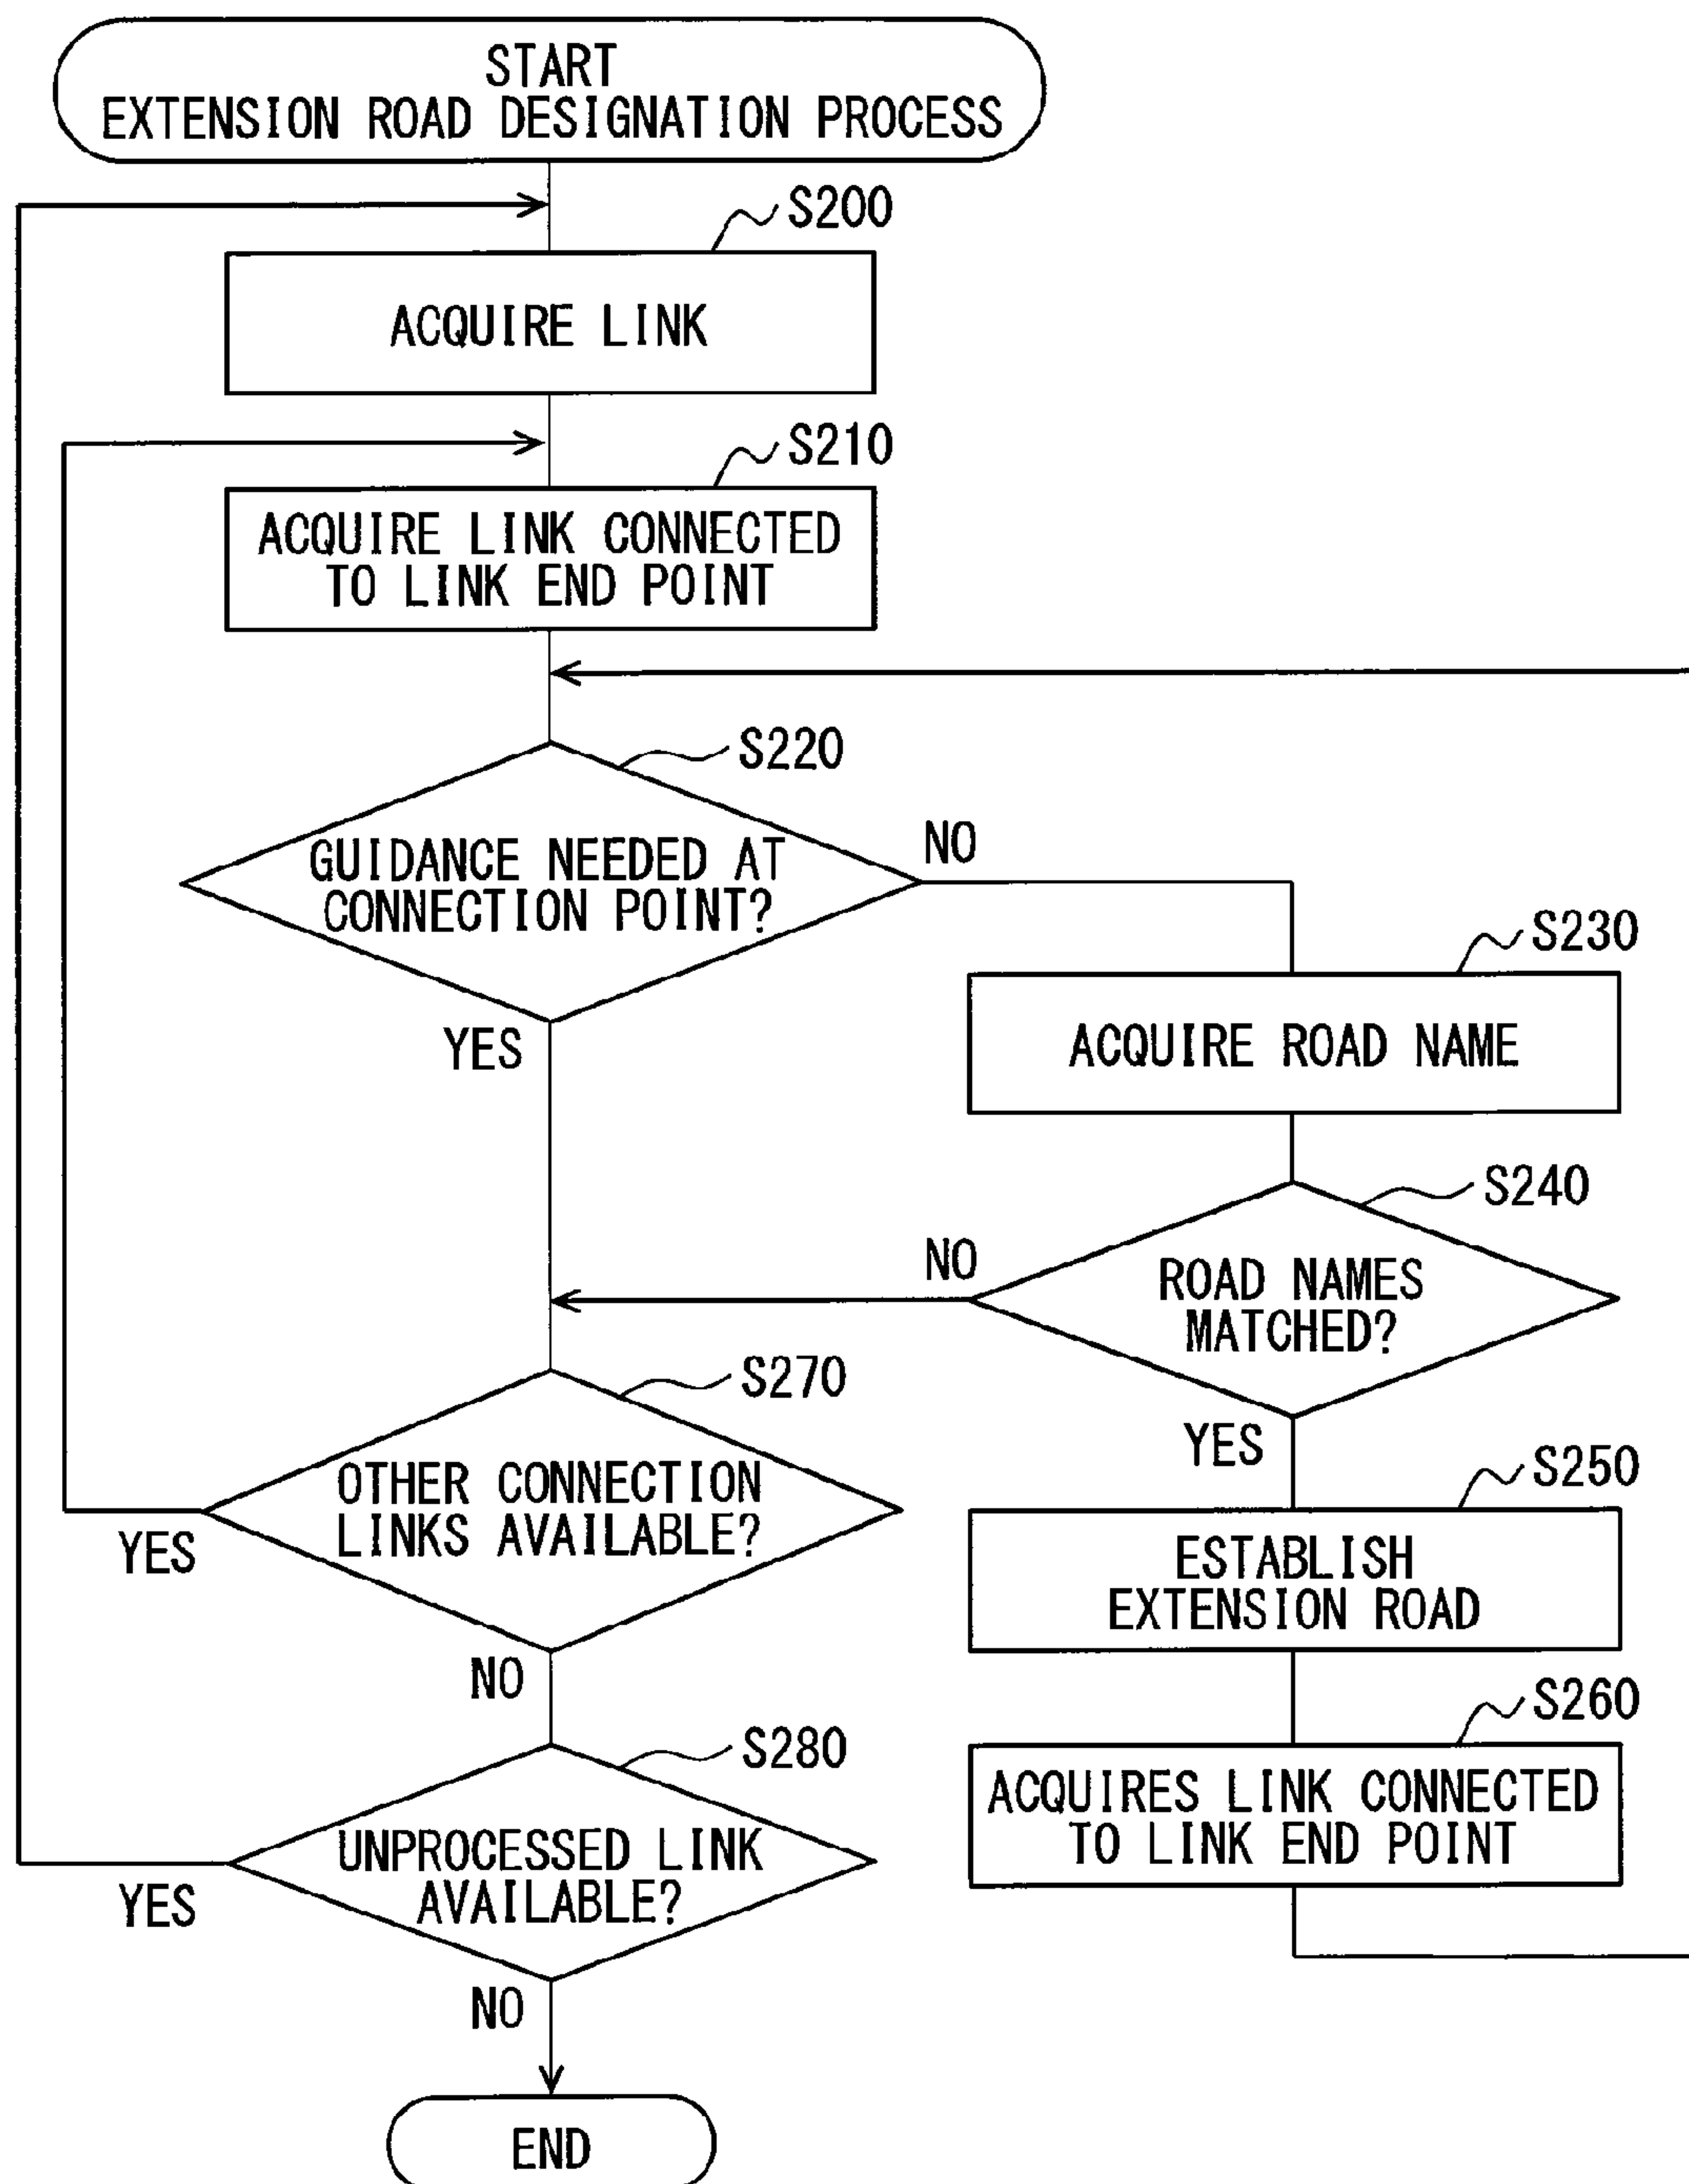 START
EXTENSION ROAD DESIGNATION PROCESS
S200
ACQUIRE LINK
S210
ACQUIRE LINK CONNECTED
TO LINK END POINT
S220
GUIDANCE NEEDED AT
CONNECTION POINT?
NO
YES
S230
ACQUIRE ROAD NAME
S240
ROAD NAMES
MATCHED?
NO
YES
S250
ESTABLISH
EXTENSION ROAD
S260
ACQUIRES LINK CONNECTED
TO LINK END POINT
S270
OTHER CONNECTION
LINKS AVAILABLE?
YES
NO
S280
UNPROCESSED LINK
AVAILABLE?
YES
NO
END